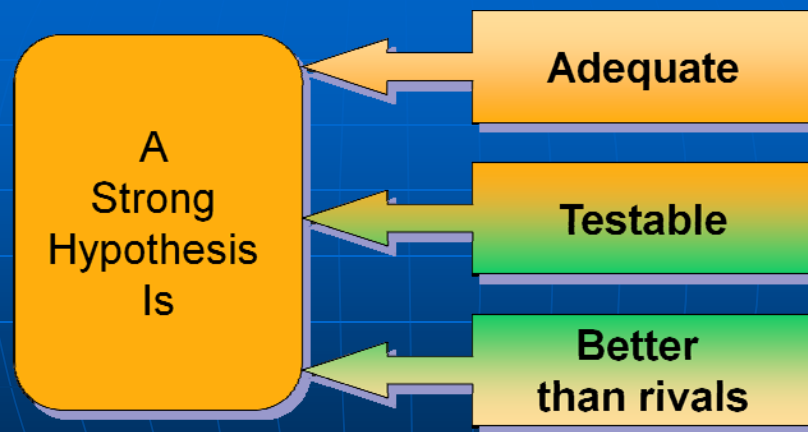 A
Strong
Hypothesis
Is
Adequate
Testable
Better
than rivals